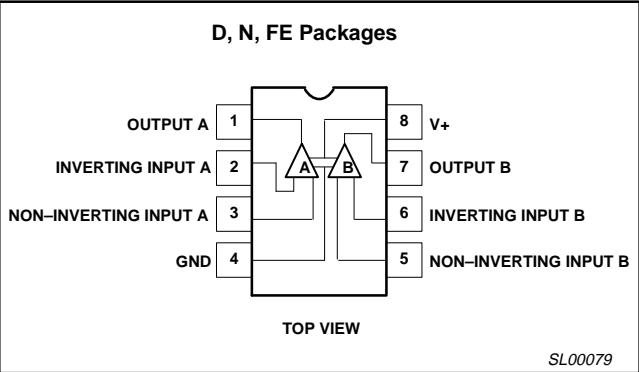 D, N, FE Packages
OUTPUT A 1 8 V+
INVERTING INPUT A 2 A B 7 OUTPUT B
NON–INVERTING INPUT A 3 6 INVERTING INPUT B
GND 4 5 NON–INVERTING INPUT B
TOP VIEW
SL00079